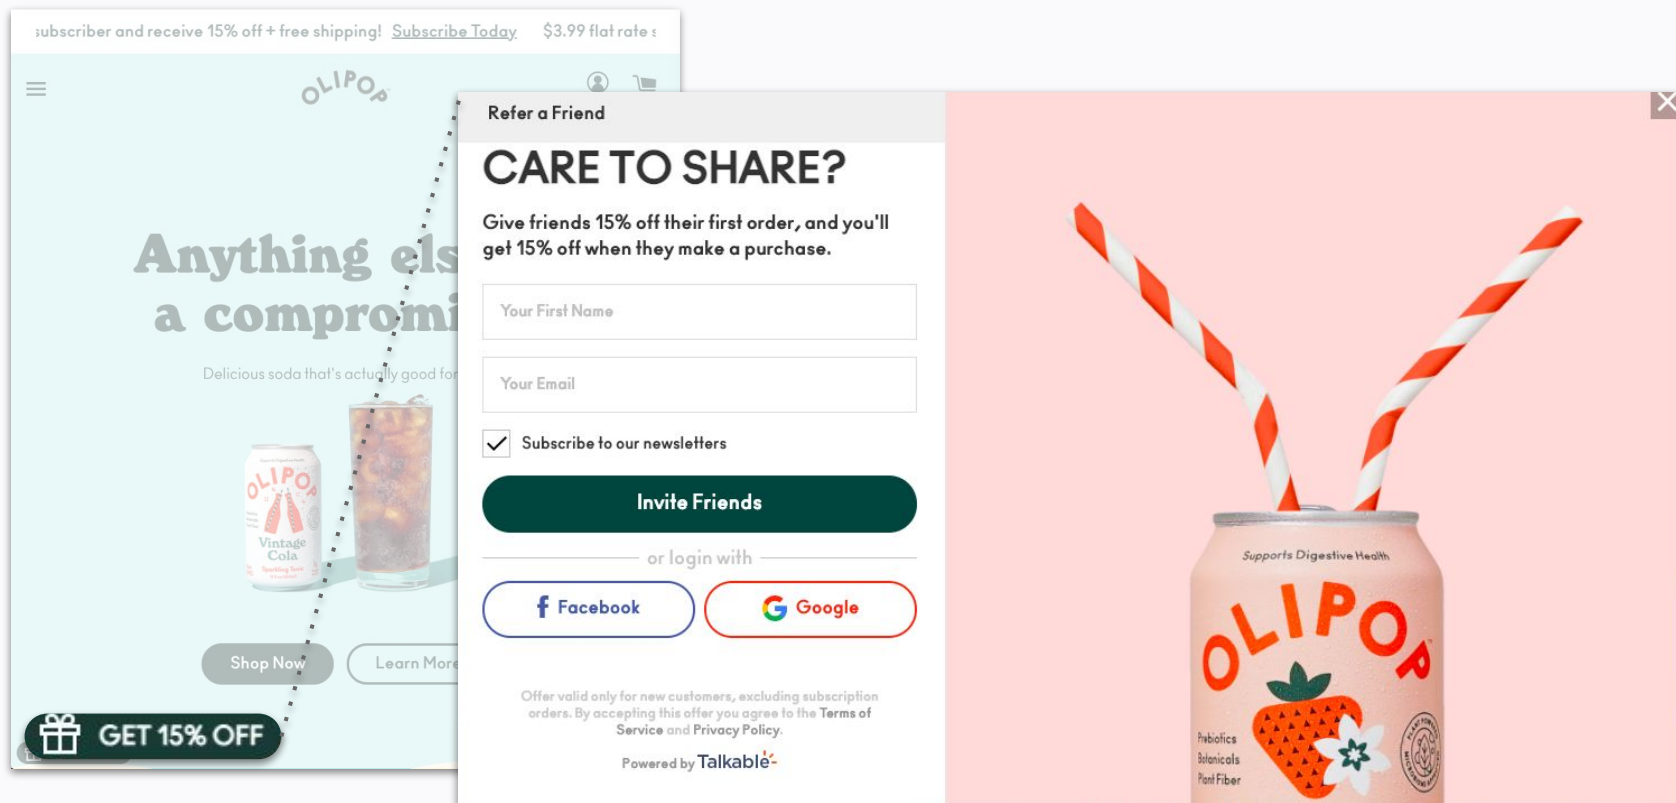 subscriber and receive 15% off + free shipping! Subscribe Today $3.99 flat rate
OLIPOP
Anything
a
Delicious soda that's actually good for
OLIPOP
Vintage
Cola
Sparkling Tonic
Shop Now
Learn More
GET 15% OFF
Refer a Friend
CARE TO SHARE?
Give friends 15% off their first order, and you'll
get 15% off when they make a purchase.
Your First Name
Your Email
Subscribe to our newsletters
Invite Friends
or login with
Facebook
Google
Offer valid only for new customers, excluding subscription
orders. By accepting this offer you agree to the Terms of
Service and Privacy Policy.
Powered by Talkable
Supports Digestive Health
OLIPOP
Prebiotics
Botanicals
Plant Fiber